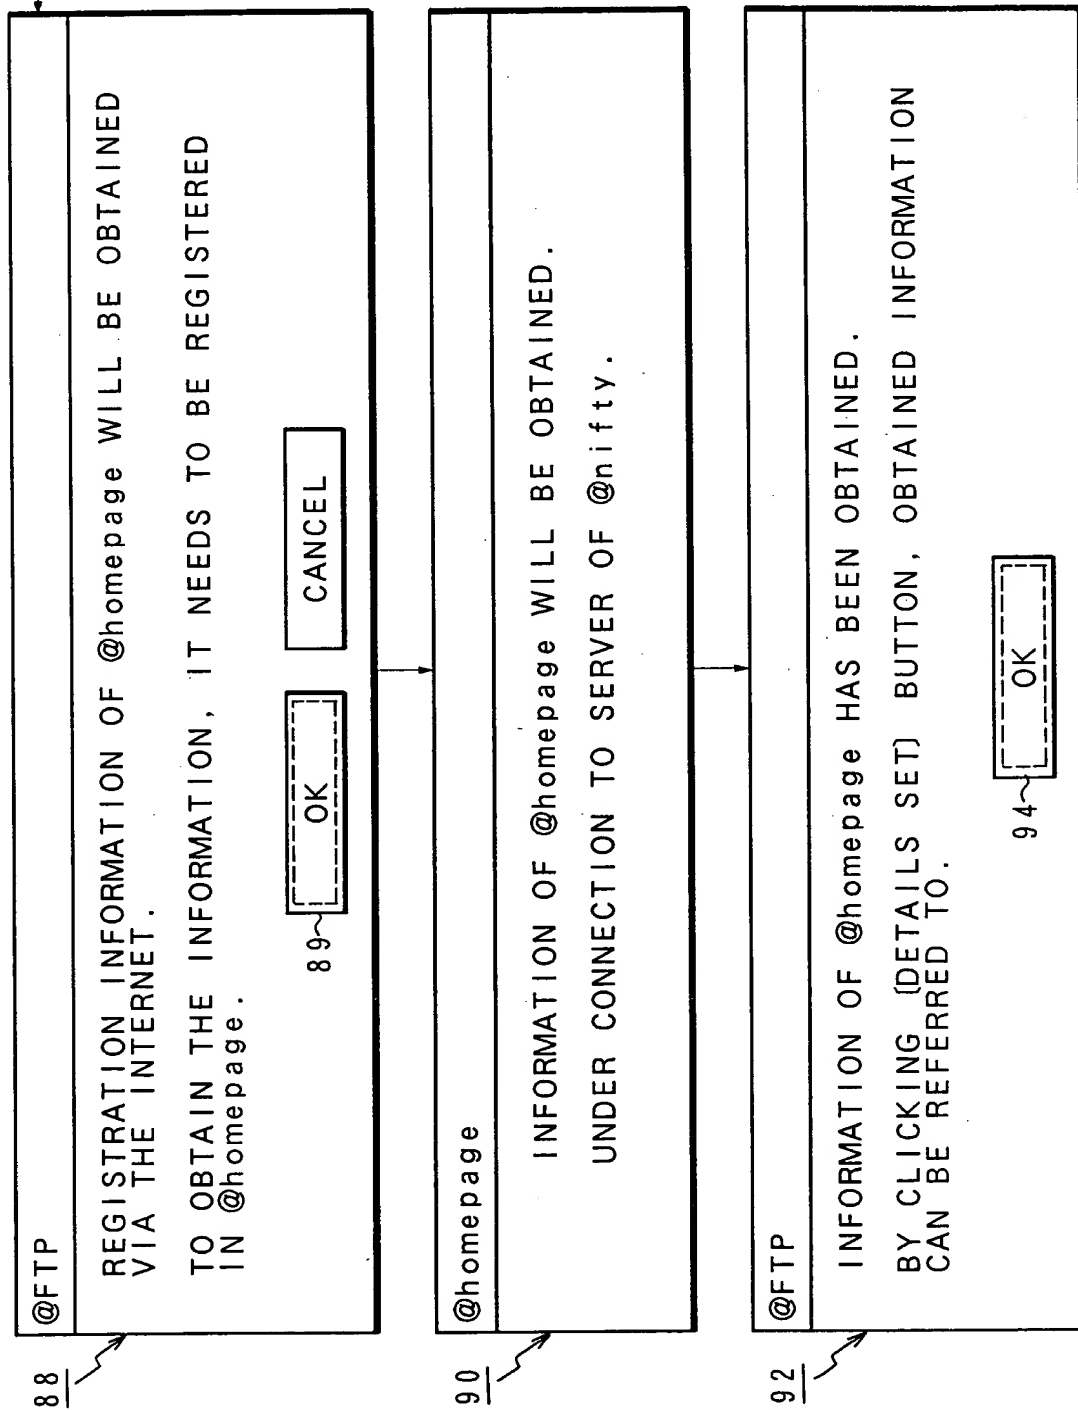 88
@FTP
REGISTRATION INFORMATION OF @homepage WILL BE OBTAINED
VIA THE INTERNET.
TO OBTAIN THE INFORMATION, IT NEEDS TO BE REGISTERED
IN @homepage.
89 OK CANCEL
90
@homepage
INFORMATION OF @homepage WILL BE OBTAINED.
UNDER CONNECTION TO SERVER OF @nifty.
92
@FTP
INFORMATION OF @homepage HAS BEEN OBTAINED.
BY CLICKING [DETAILS SET] BUTTON, OBTAINED INFORMATION
CAN BE REFERRED TO.
94 OK